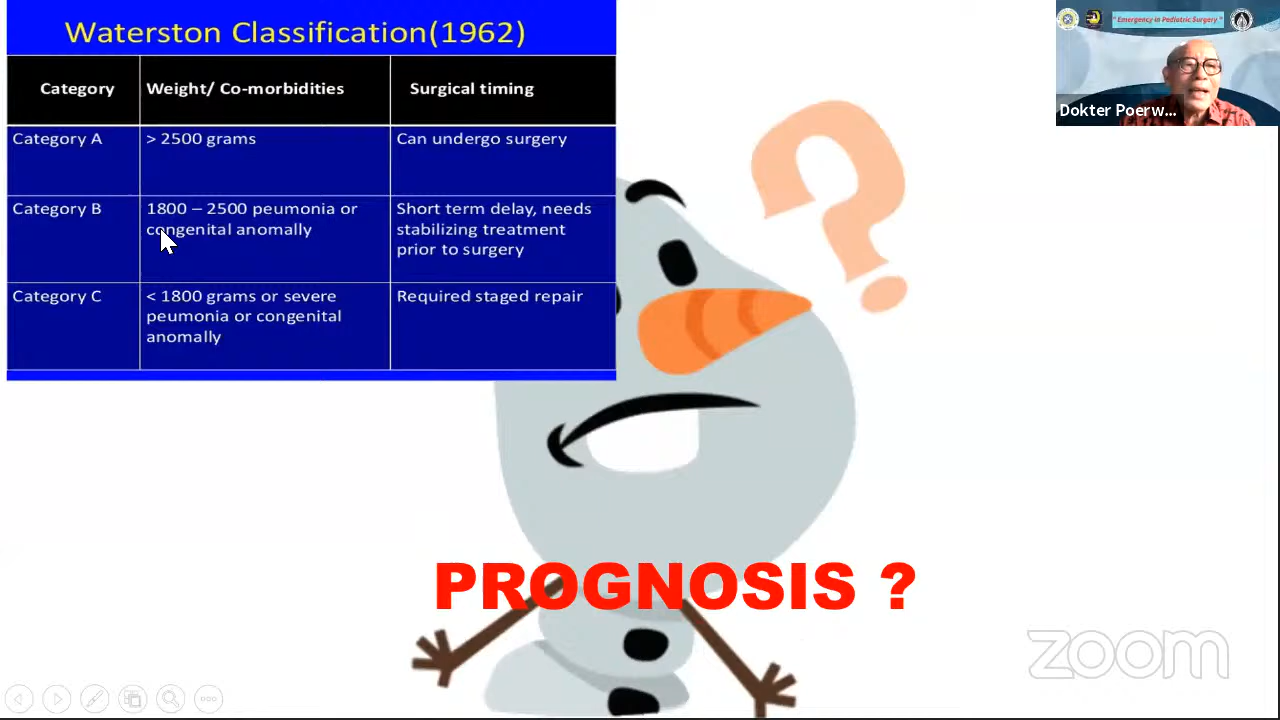 Waterston Classification(1962)
Category
Weight/ Co-morbidities
Surgical timing
Category A
> 2500 grams
Can undergo surgery
Category B
1800 – 2500 peumonia or
congenital anomally
Short term delay, needs
stabilizing treatment
prior to surgery
Category C
< 1800 grams or severe
peumonia or congenital
anomally
Required staged repair
PROGNOSIS ?
" Emergency in Pediatric Surgery "
Dokter Poerw...
zoom